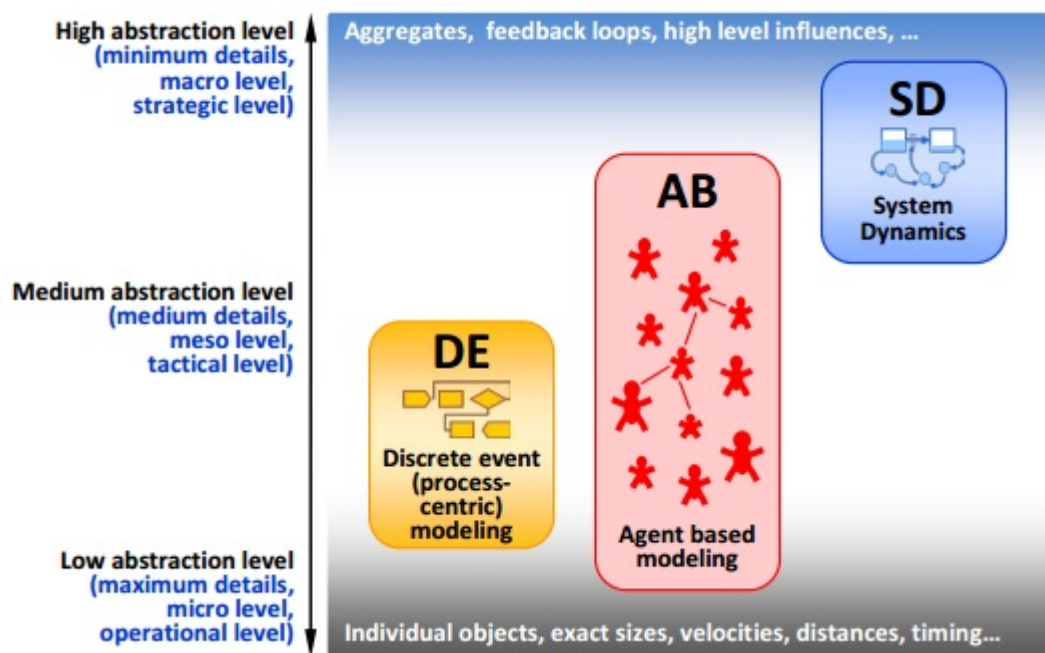 High abstraction level
(minimum details,
macro level,
strategic level)
Medium abstraction level
(medium details,
meso level,
tactical level)
Low abstraction level
(maximum details,
micro level,
operational level)
Aggregates, feedback loops, high level influences, ...
DE
Discrete event
(process-
centric)
modeling
AB
Agent based
modeling
SD
System
Dynamics
Individual objects, exact sizes, velocities, distances, timing...